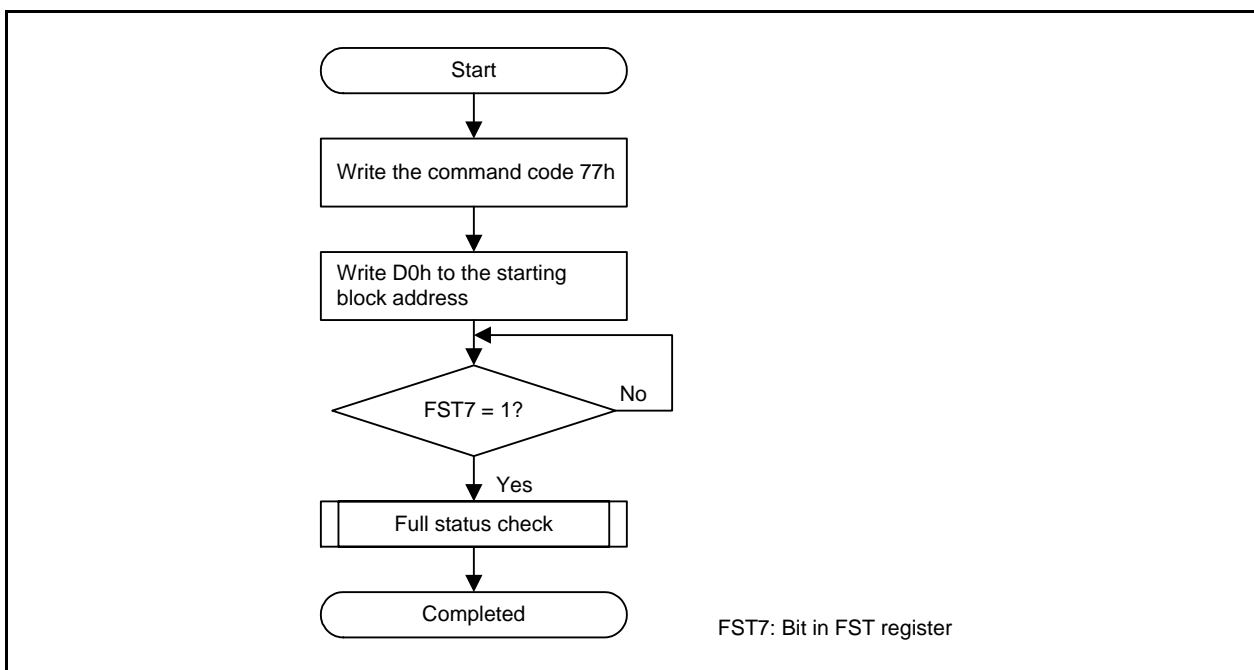 Start
Write the command code 77h
Write D0h to the starting
block address
FST7 = 1?
No
Yes
Full status check
Completed
FST7: Bit in FST register